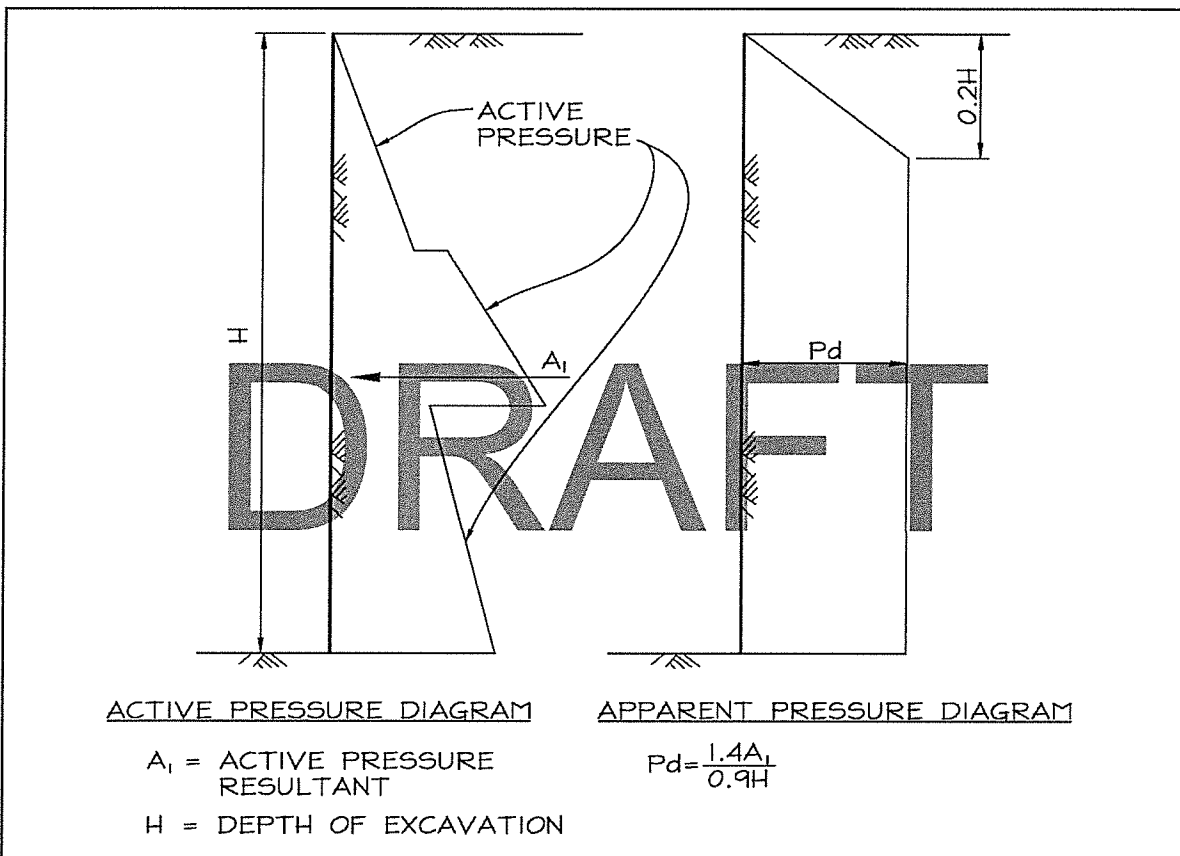 ACTIVE
PRESSURE
0.2H
H
A₁
Pd
DRAFT
ACTIVE PRESSURE DIAGRAM
A₁ = ACTIVE PRESSURE
RESULTANT
H = DEPTH OF EXCAVATION
APPARENT PRESSURE DIAGRAM
Pd=1.4A₁/0.9H